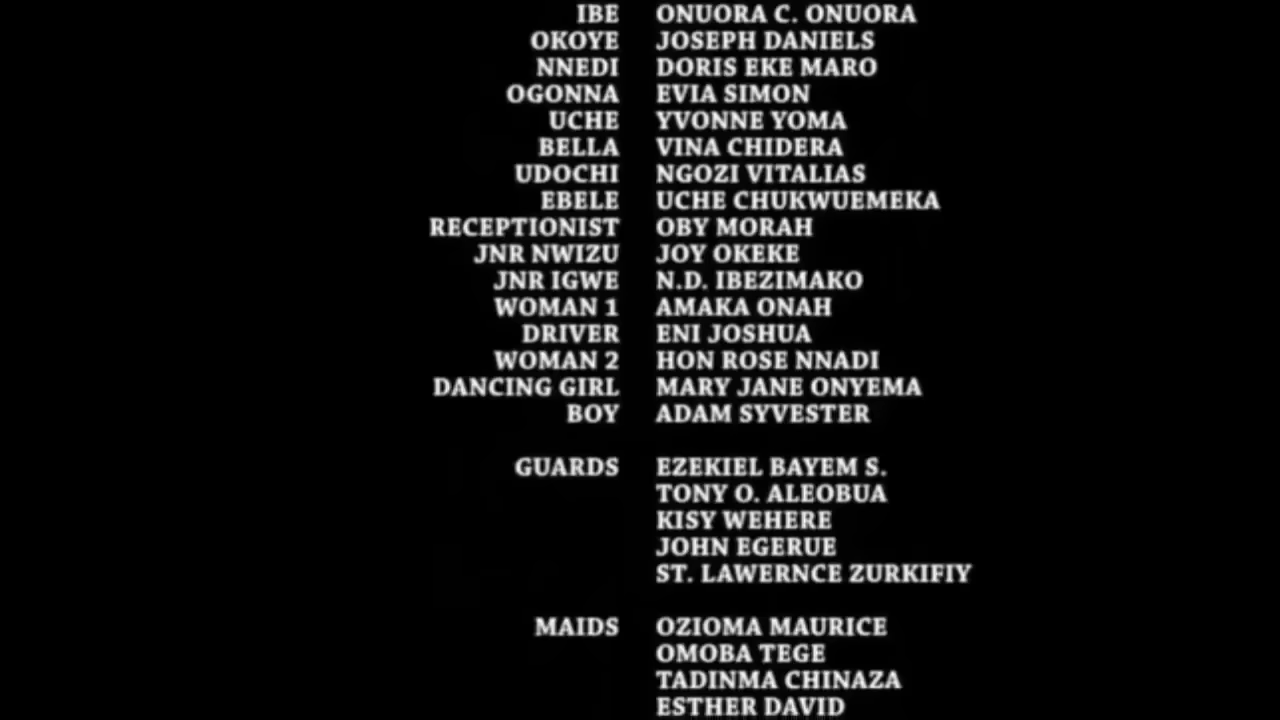 IBE ONUORA C. ONUORA
OKOYE JOSEPH DANIELS
NNEDI DORIS EKE MARO
OGONNA EVIA SIMON
UCHE YVONNE YOMA
BELLA VINA CHIDERA
UDOCHI NGOZI VITALIAS
EBELE UCHE CHUKWUEMEKA
RECEPTIONIST OBY MORAH
JNR NWIZU JOY OKEKE
JNR IGWE N.D. IBEZIMAKO
WOMAN 1 AMAKA ONAH
DRIVER ENI JOSHUA
WOMAN 2 HON ROSE NNADI
DANCING GIRL MARY JANE ONYEMA
BOY ADAM SYVESTER
GUARDS EZEKIEL BAYEM S.
TONY O. ALEOBUA
KISY WEHERE
JOHN EGERUE
ST. LAWERNCE ZURKIFIY
MAIDS OZIOMA MAURICE
OMOBA TEGE
TADINMA CHINAZA
ESTHER DAVID